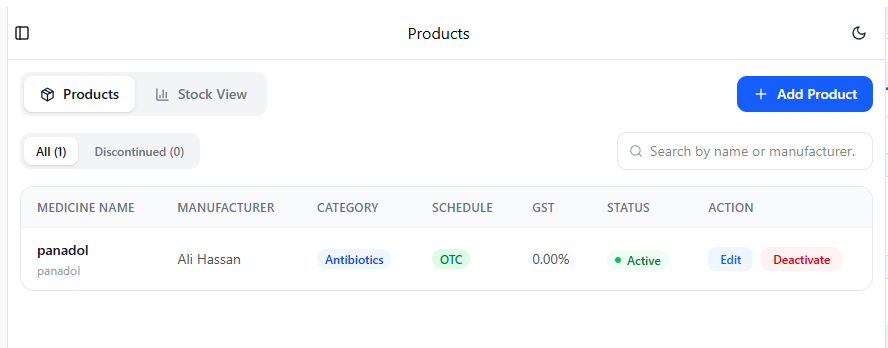 Products
Products Stock View
Add Product
All (1) Discontinued (0)
Search by name or manufacturer.
MEDICINE NAME MANUFACTURER CATEGORY SCHEDULE GST STATUS ACTION
panadol
panadol
Ali Hassan Antibiotics OTC 0.00% Active Edit Deactivate